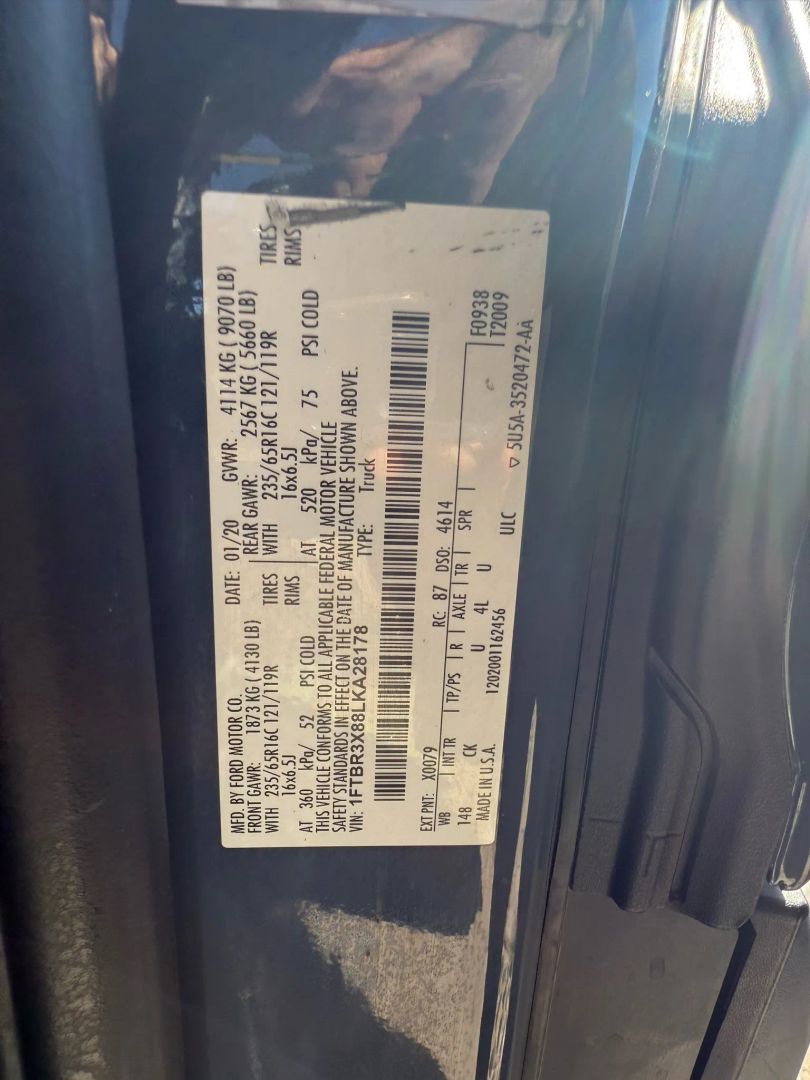 MFD. BY FORD MOTOR CO. DATE: 01/20 GVWR: 4114 KG ( 9070 LB)
FRONT GAWR: 1873 KG ( 4130 LB) REAR GAWR: 2567 KG ( 5660 LB)
WITH 235/65R16C 121/119R TIRES WITH 235/65R16C 121/119R TIRES
16x6.5J RIMS 16x6.5J RIMS
AT 360 kPa/ 52 PSI COLD AT 520 kPa/ 75 PSI COLD
THIS VEHICLE CONFORMS TO ALL APPLICABLE FEDERAL MOTOR VEHICLE
SAFETY STANDARDS IN EFFECT ON THE DATE OF MANUFACTURE SHOWN ABOVE.
VIN: 1FTBR3X88LKA28178 TYPE: Truck
EXT PNT: X0079 RC: 87 DSO: 4614
WB INT TR TP/PS R AXLE TR SPR F0938
148 CK U 4L U T2009
MADE IN U.S.A. 1202001162456 ULC ▽ 5U5A-3520472-AA